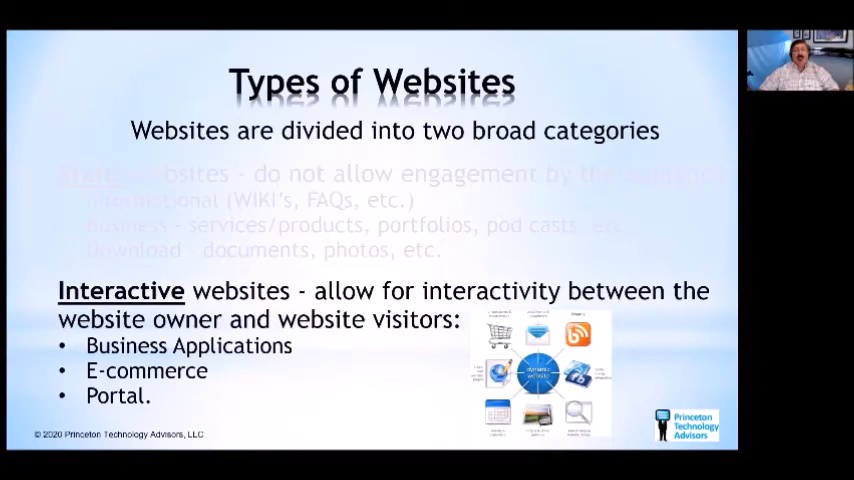 Types of Websites
Websites are divided into two broad categories
Static websites - do not allow engagement by the audience
Informational (WIKI's, FAQs, etc.)
Business - services/products, portfolios, pod casts, etc.
Download - documents, photos, etc.
Interactive websites - allow for interactivity between the
website owner and website visitors:
• Business Applications
• E-commerce
• Portal.
dynamic
website
© 2020 Princeton Technology Advisors, LLC
Princeton
Technology
Advisors